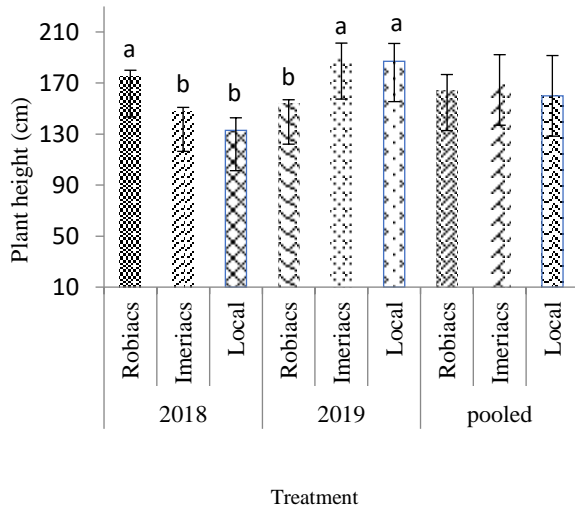 Plant height (cm)
210
170
130
90
50
10
a
b
b
b
a
a
Robiacs
Imeriacs
Local
Robiacs
Imeriacs
Local
Robiacs
Imeriacs
Local
2018
2019
pooled
Treatment